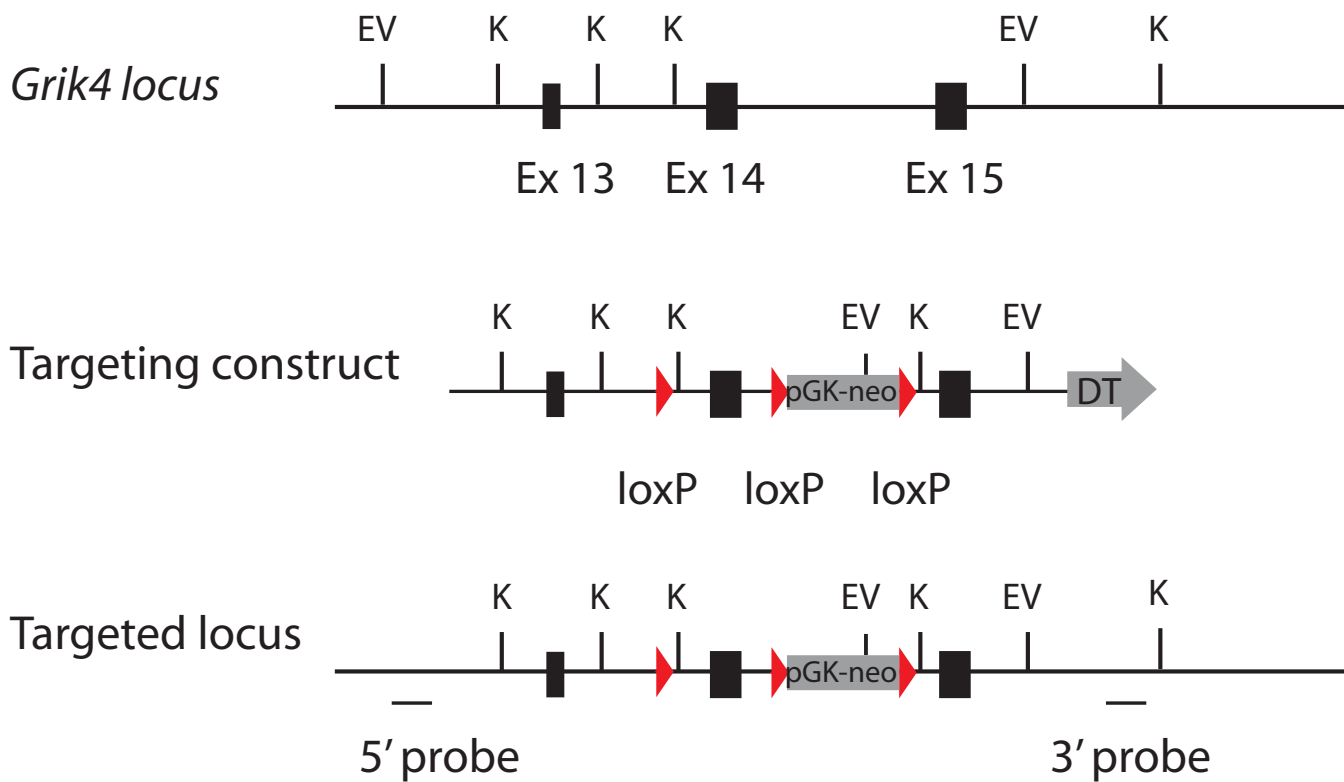 EV K K K EV K
Grik4 locus
Ex 13 Ex 14 Ex 15
K K K EV K EV
Targeting construct
pGK-neo
DT
loxP loxP loxP
K K K EV K EV K
Targeted locus
pGK-neo
5’ probe 3’ probe